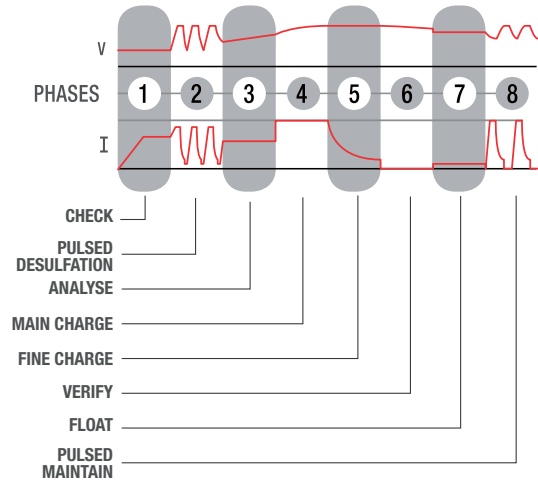 V
PHASES 1 2 3 4 5 6 7 8
I
CHECK
PULSED
DESULFATION
ANALYSE
MAIN CHARGE
FINE CHARGE
VERIFY
FLOAT
PULSED
MAINTAIN